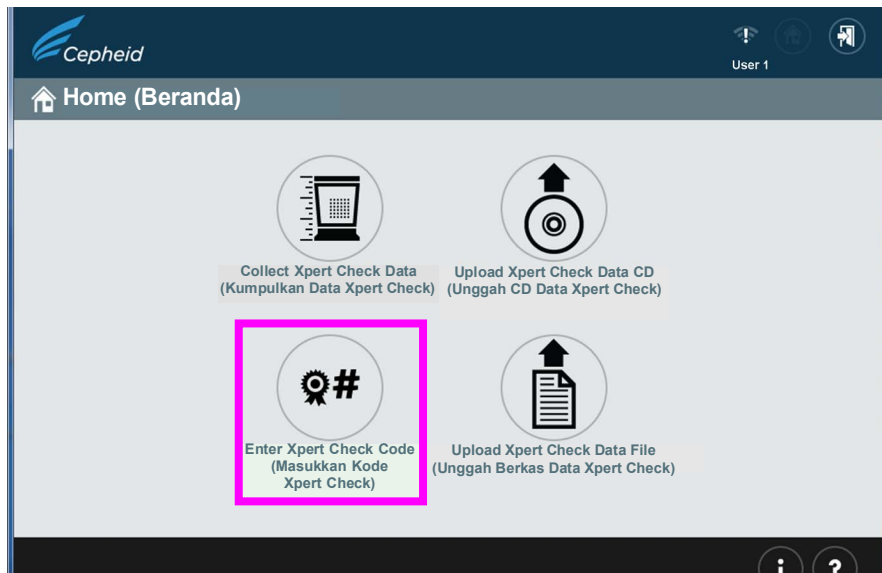 Cepheid
User 1
Home (Beranda)
Collect Xpert Check Data
(Kumpulkan Data Xpert Check)
Upload Xpert Check Data CD
(Unggah CD Data Xpert Check)
#
Enter Xpert Check Code
(Masukkan Kode
Xpert Check)
Upload Xpert Check Data File
(Unggah Berkas Data Xpert Check)
i ?